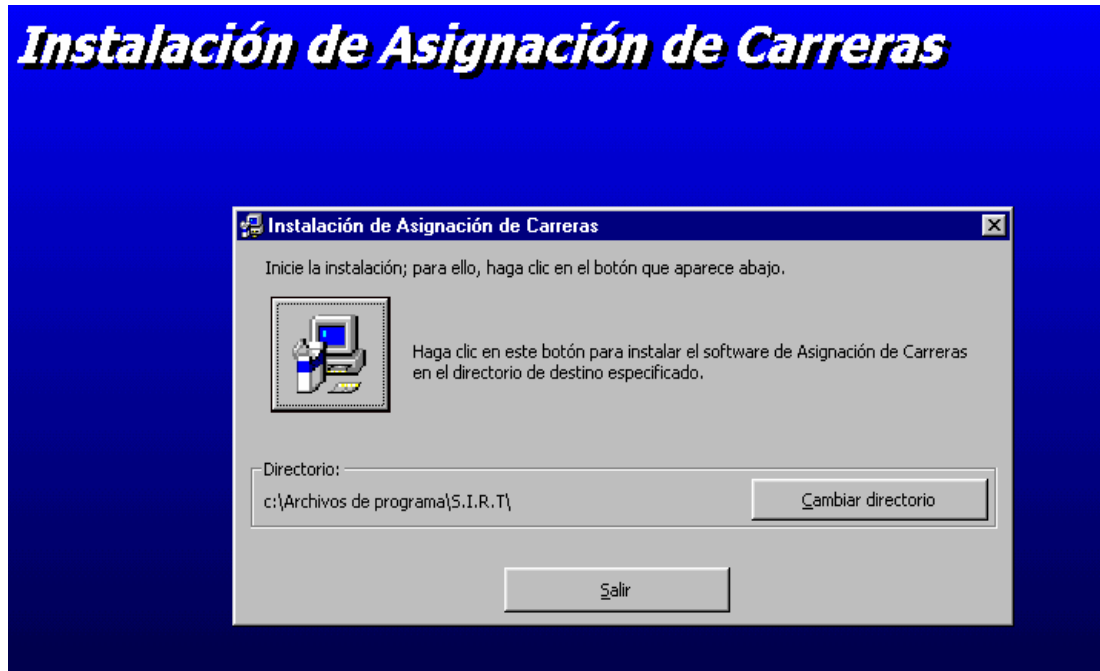 Instalación de Asignación de Carreras
Instalación de Asignación de Carreras
Inicie la instalación; para ello, haga clic en el botón que aparece abajo.
Haga clic en este botón para instalar el software de Asignación de Carreras
en el directorio de destino especificado.
Directorio:
c:\Archivos de programa\S.I.R.T\
Cambiar directorio
Salir